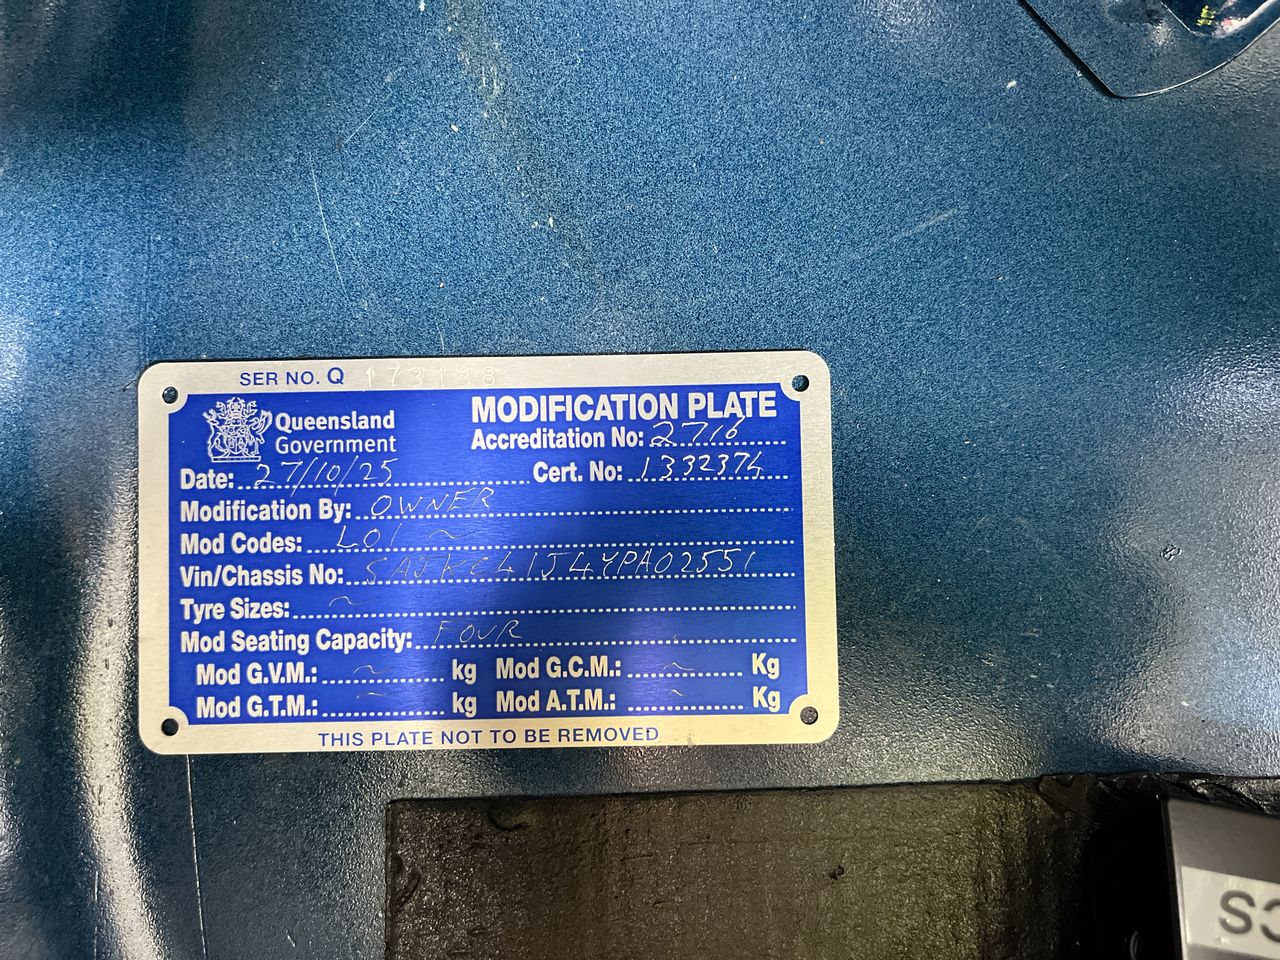 SER NO. Q 173138
Queensland Government
MODIFICATION PLATE
Accreditation No: 2716
Date: 27/10/25 Cert. No: 1332374
Modification By: OWNER
Mod Codes: LO1 ~
Vin/Chassis No: SAJKC41J4YPA02551
Tyre Sizes: ~
Mod Seating Capacity: FOUR
Mod G.V.M.: ~ kg Mod G.C.M.: ~ Kg
Mod G.T.M.: ~ kg Mod A.T.M.: ~ Kg
THIS PLATE NOT TO BE REMOVED